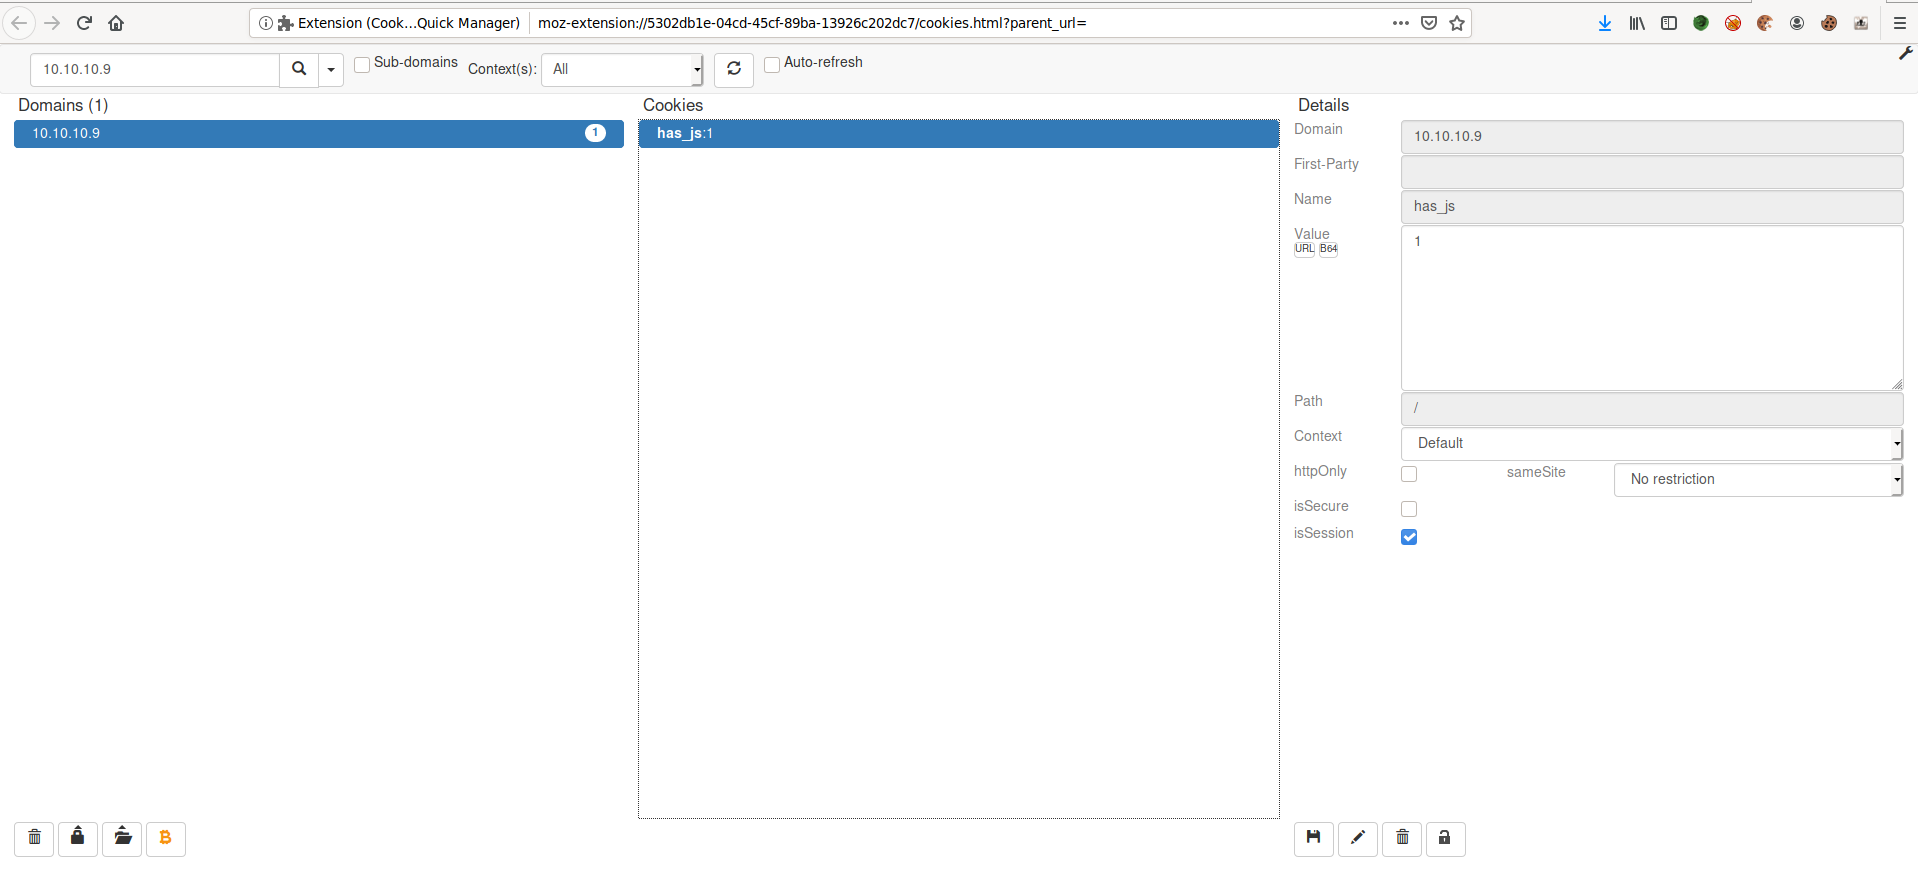 Extension (Cook...Quick Manager) moz-extension://5302db1e-04cd-45cf-89ba-13926c202dc7/cookies.html?parent_url=
10.10.10.9 Sub-domains Context(s): All Auto-refresh
Domains (1)
10.10.10.9 1
Cookies
has_js:1
Details
Domain 10.10.10.9
First-Party
Name has_js
Value 1
URL B64
Path /
Context Default
httpOnly sameSite No restriction
isSecure
isSession